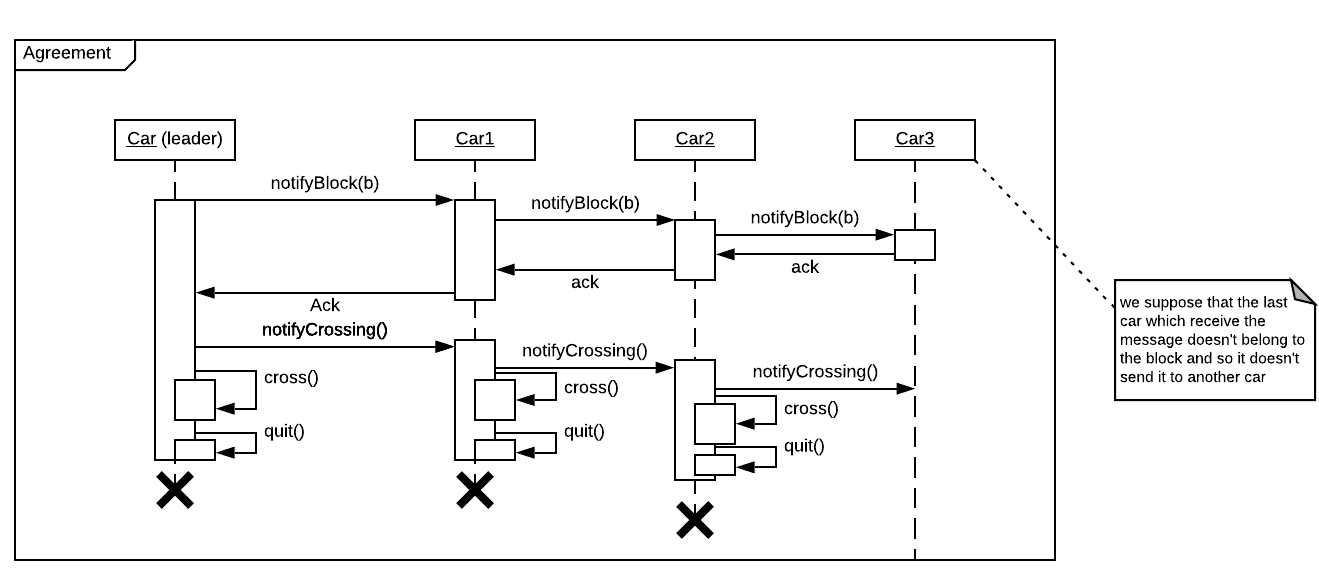 Agreement
Car (leader)
Car1
Car2
Car3
notifyBlock(b)
notifyBlock(b)
notifyBlock(b)
ack
ack
Ack
notifyCrossing()
notifyCrossing()
notifyCrossing()
cross()
cross()
cross()
quit()
quit()
quit()
we suppose that the last
car which receive the
message doesn't belong to
the block and so it doesn't
send it to another car